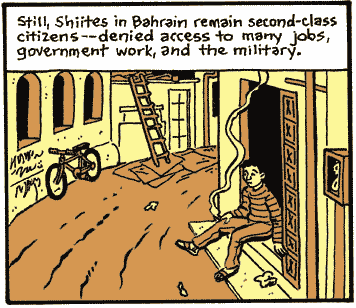 Still, Shiites in Bahrain remain second-class
citizens--denied access to many jobs,
government work, and the military.